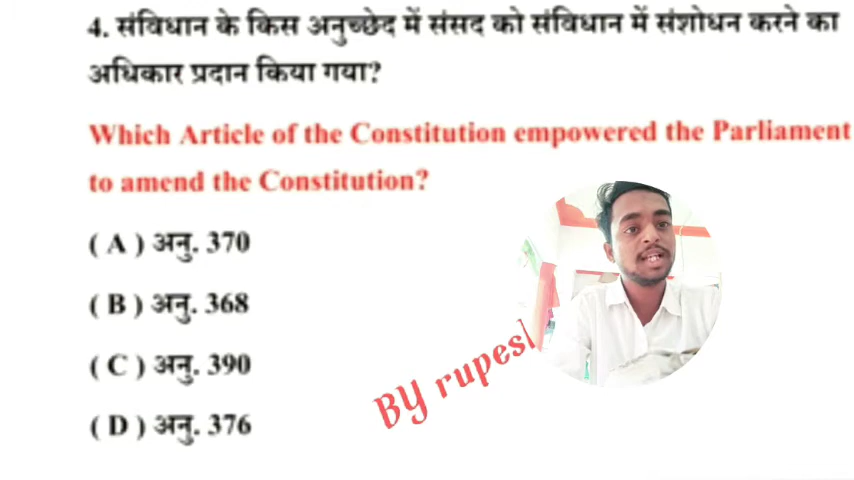 4. संविधान के किस अनुच्छेद में संसद को संविधान में संशोधन करने का
अधिकार प्रदान किया गया?
Which Article of the Constitution empowered the Parliament
to amend the Constitution?
( A ) अनु. 370
( B ) अनु. 368
( C ) अनु. 390
( D ) अनु. 376
BY rupesh